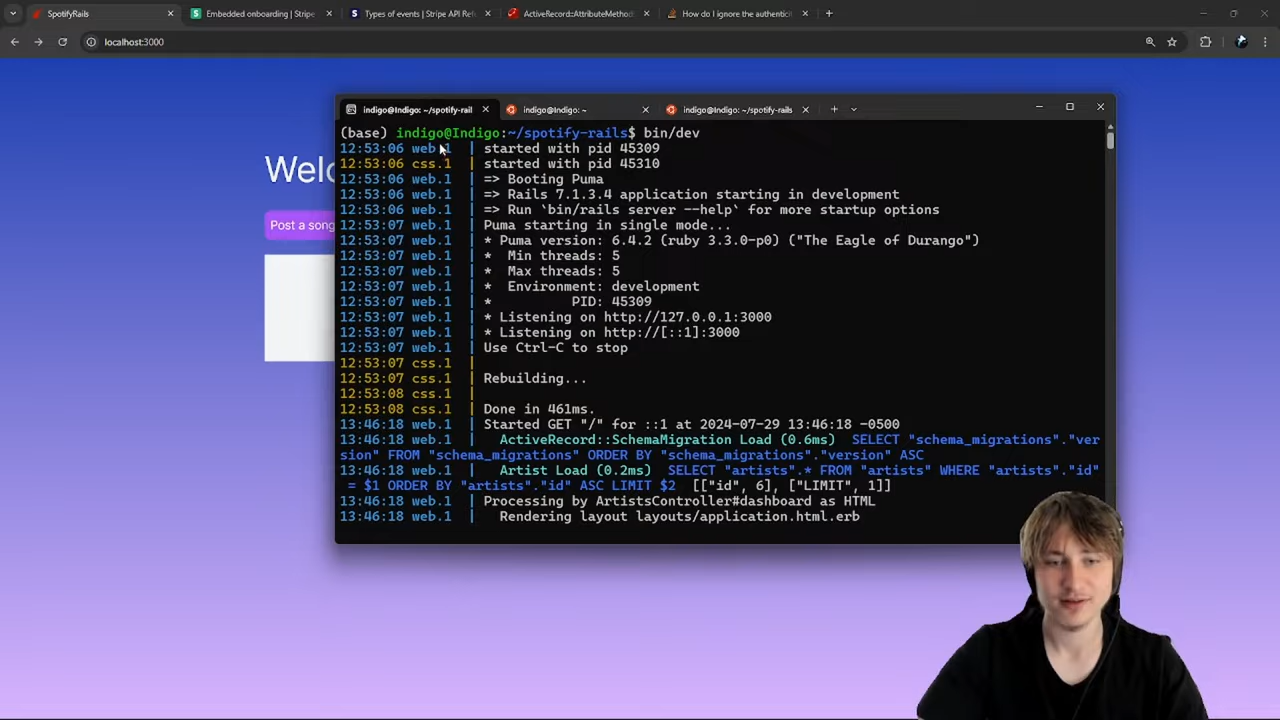 SpotifyRails
Embedded onboarding | Stripe
Types of events | Stripe API Ref
ActiveRecord::AttributeMethod
How do I ignore the authentici
localhost:3000
Welc
Post a song
indigo@Indigo: ~/spotify-rail
indigo@Indigo: ~
indigo@Indigo: ~/spotify-rails
(base) indigo@Indigo:~/spotify-rails$ bin/dev
12:53:06 web.1 | started with pid 45309
12:53:06 css.1 | started with pid 45310
12:53:06 web.1 | => Booting Puma
12:53:06 web.1 | => Rails 7.1.3.4 application starting in development
12:53:06 web.1 | => Run `bin/rails server --help` for more startup options
12:53:07 web.1 | Puma starting in single mode...
12:53:07 web.1 | * Puma version: 6.4.2 (ruby 3.3.0-p0) ("The Eagle of Durango")
12:53:07 web.1 | * Min threads: 5
12:53:07 web.1 | * Max threads: 5
12:53:07 web.1 | * Environment: development
12:53:07 web.1 | * PID: 45309
12:53:07 web.1 | * Listening on http://127.0.0.1:3000
12:53:07 web.1 | * Listening on http://[::1]:3000
12:53:07 web.1 | Use Ctrl-C to stop
12:53:07 css.1 |
12:53:07 css.1 | Rebuilding...
12:53:08 css.1 |
12:53:08 css.1 | Done in 461ms.
13:46:18 web.1 | Started GET "/" for ::1 at 2024-07-29 13:46:18 -0500
13:46:18 web.1 | ActiveRecord::SchemaMigration Load (0.6ms) SELECT "schema_migrations"."ver
sion" FROM "schema_migrations" ORDER BY "schema_migrations"."version" ASC
13:46:18 web.1 | Artist Load (0.2ms) SELECT "artists".* FROM "artists" WHERE "artists"."id"
= $1 ORDER BY "artists"."id" ASC LIMIT $2 [["id", 6], ["LIMIT", 1]]
13:46:18 web.1 | Processing by ArtistsController#dashboard as HTML
13:46:18 web.1 | Rendering layout layouts/application.html.erb